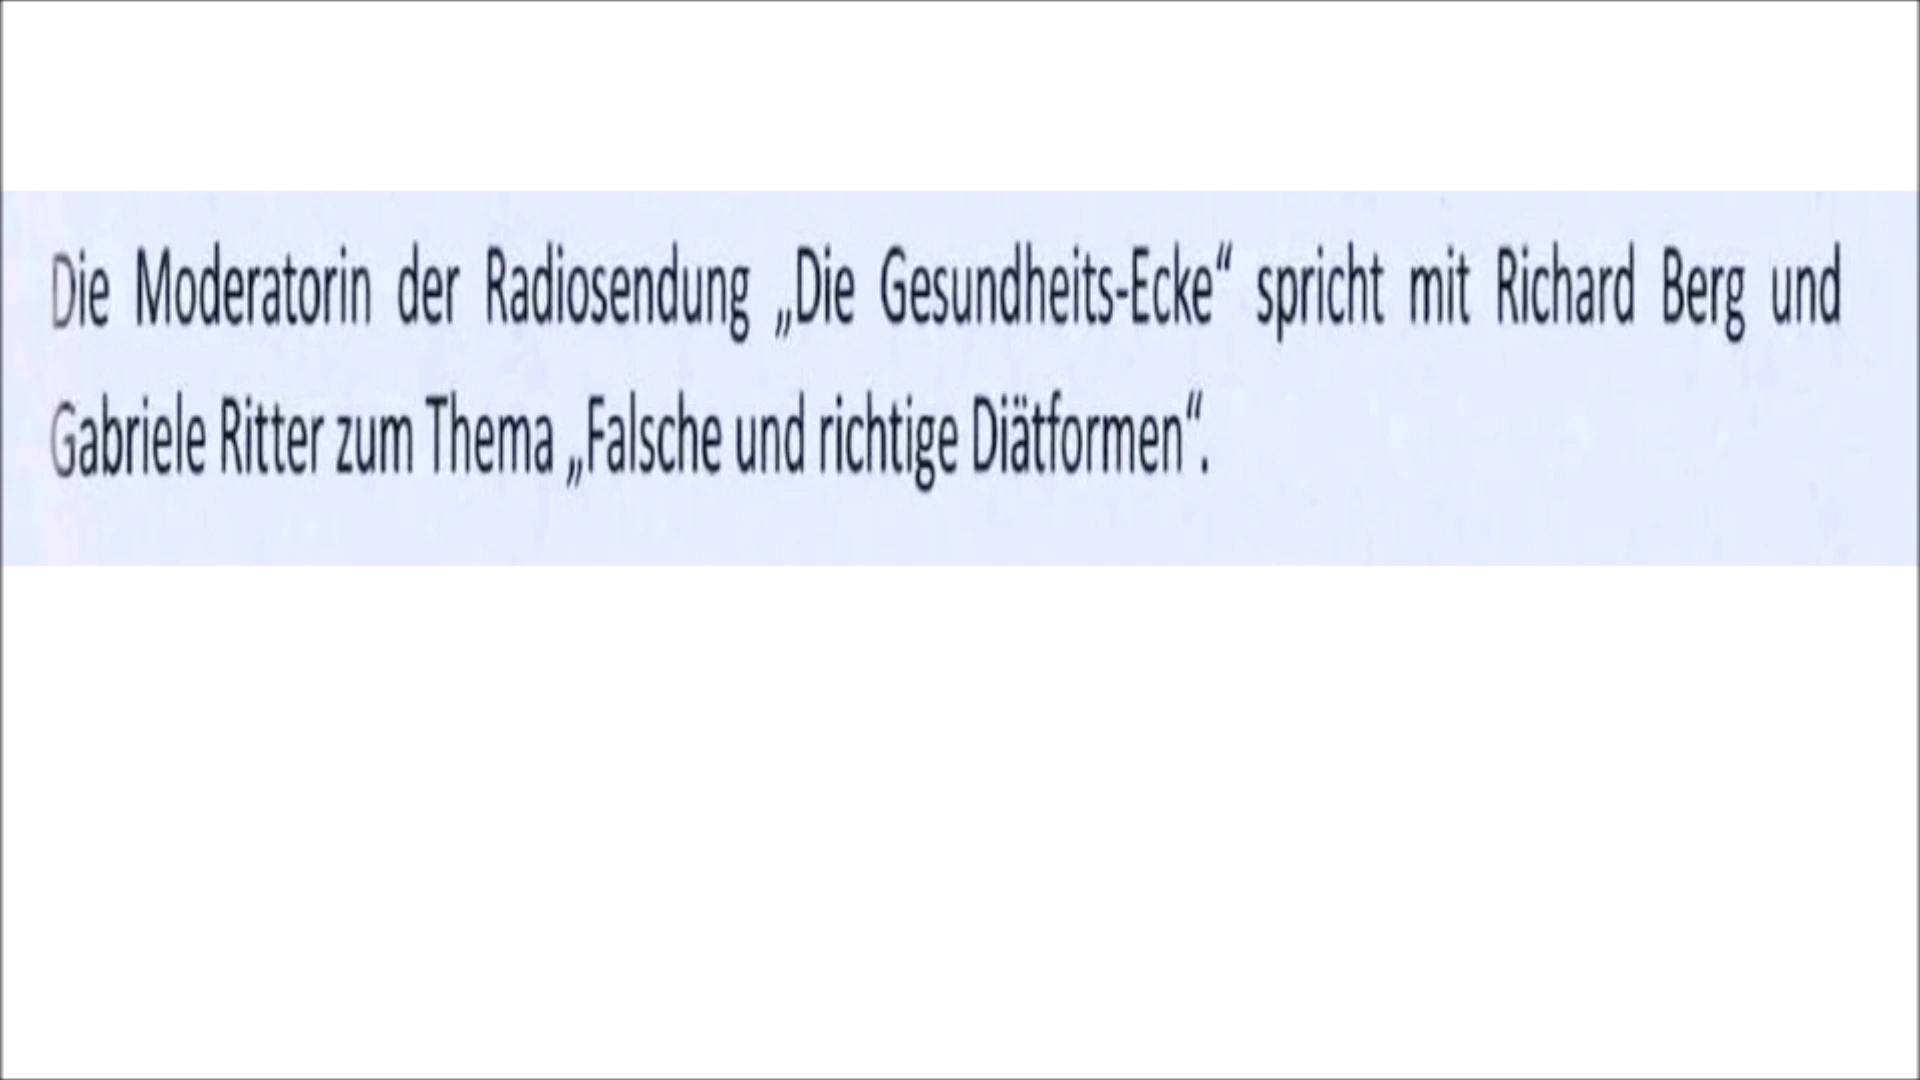 Die Moderatorin der Radiosendung „Die Gesundheits-Ecke“ spricht mit Richard Berg und
Gabriele Ritter zum Thema „Falsche und richtige Diätformen“.